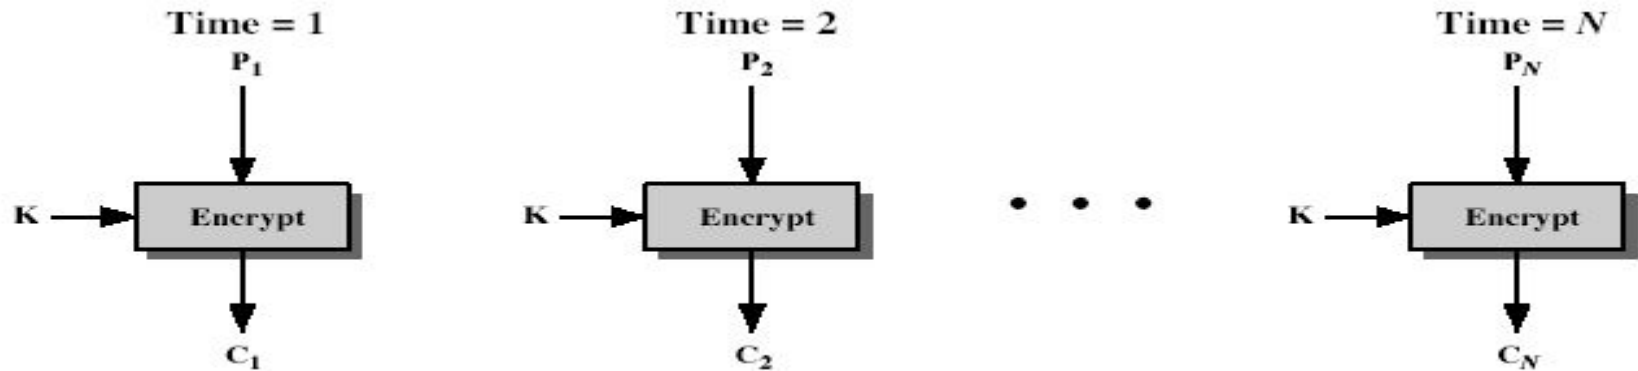 Time = 1 Time = 2 Time = N
P1 P2 PN
K Encrypt K Encrypt K Encrypt
C1 C2 CN